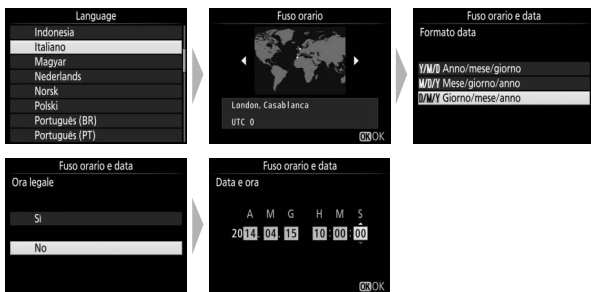 Language
Indonesia
Italiano
Magyar
Nederlands
Norsk
Polski
Português (BR)
Português (PT)
Fuso orario
London, Casablanca
UTC 0
OK OK
Fuso orario e data
Formato data
Y/M/D Anno/mese/giorno
M/D/Y Mese/giorno/anno
D/M/Y Giorno/mese/anno
Fuso orario e data
Ora legale
Sì
No
Fuso orario e data
Data e ora
A M G H M S
2014. 04. 15 10:00:00
OK OK